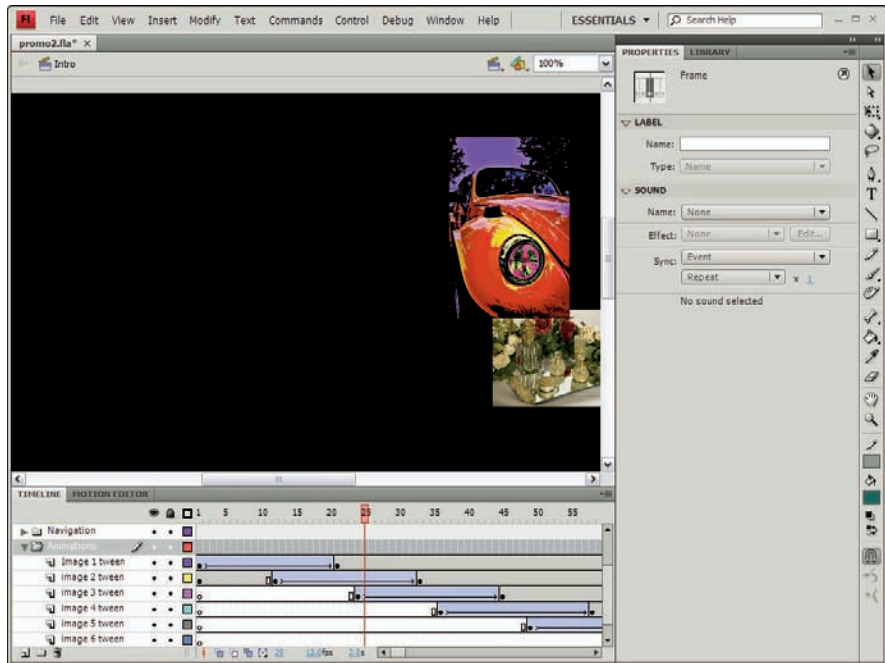 Fl File Edit View Insert Modify Text Commands Control Debug Window Help ESSENTIALS Search Help
promo2.fla* ×
Intro 100%
PROPERTIES LIBRARY
Frame
LABEL
Name:
Type: Name
SOUND
Name: None
Effect: None Edit...
Sync: Event
Repeat x 1
No sound selected
T
TIMELINE MOTION EDITOR
1 5 10 15 20 25 30 35 40 45 50 55
Navigation
Animations
Image 1 tween
image 2 tween
image 3 tween
image 4 tween
image 5 tween
image 6 tween
25 12.0fps 2.0s